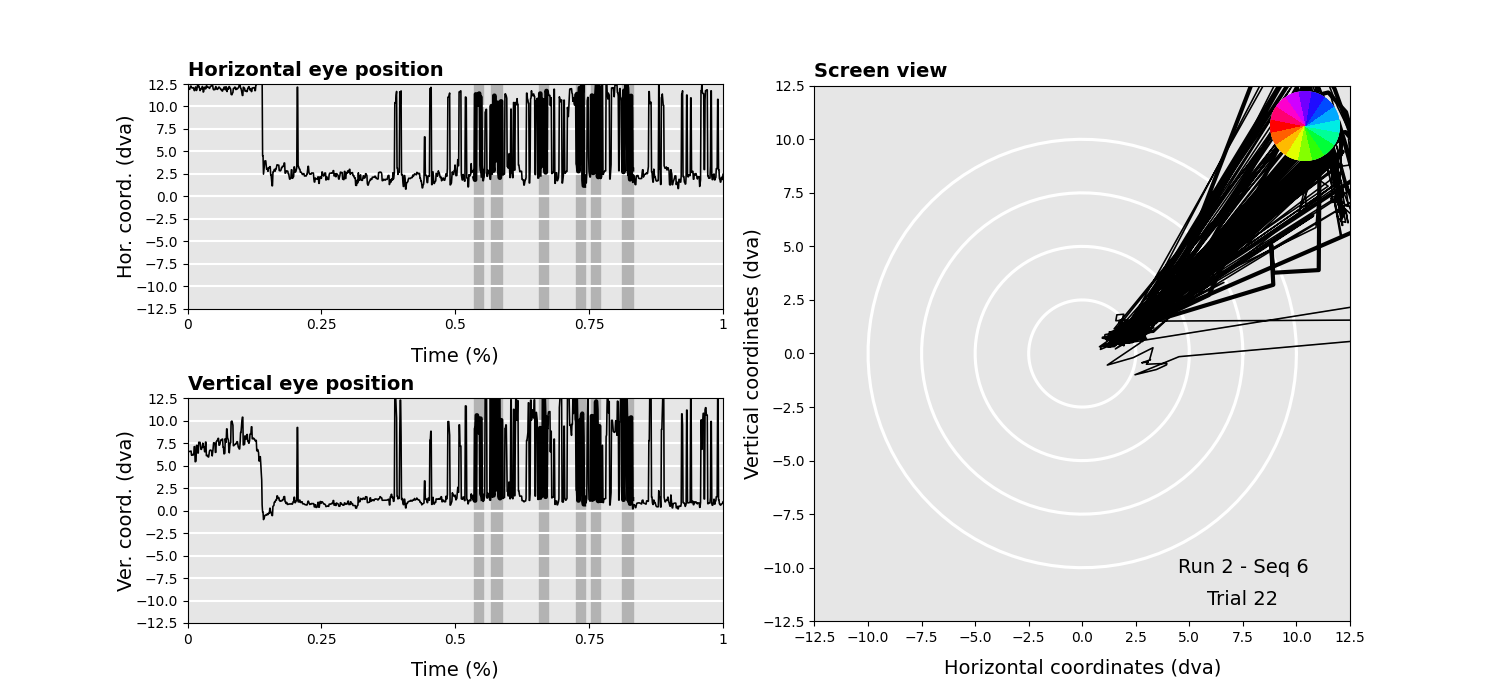 Horizontal eye position
12.5
10.0
7.5
5.0
2.5
0.0
−2.5
−5.0
−7.5
−10.0
−12.5
Hor. coord. (dva)
0 0.25 0.5 0.75 1
Time (%)
Vertical eye position
12.5
10.0
7.5
5.0
2.5
0.0
−2.5
−5.0
−7.5
−10.0
−12.5
Ver. coord. (dva)
0 0.25 0.5 0.75 1
Time (%)
Screen view
12.5
10.0
7.5
5.0
2.5
0.0
−2.5
−5.0
−7.5
−10.0
−12.5
Vertical coordinates (dva)
Run 2 - Seq 6
Trial 22
−12.5 −10.0 −7.5 −5.0 −2.5 0.0 2.5 5.0 7.5 10.0 12.5
Horizontal coordinates (dva)